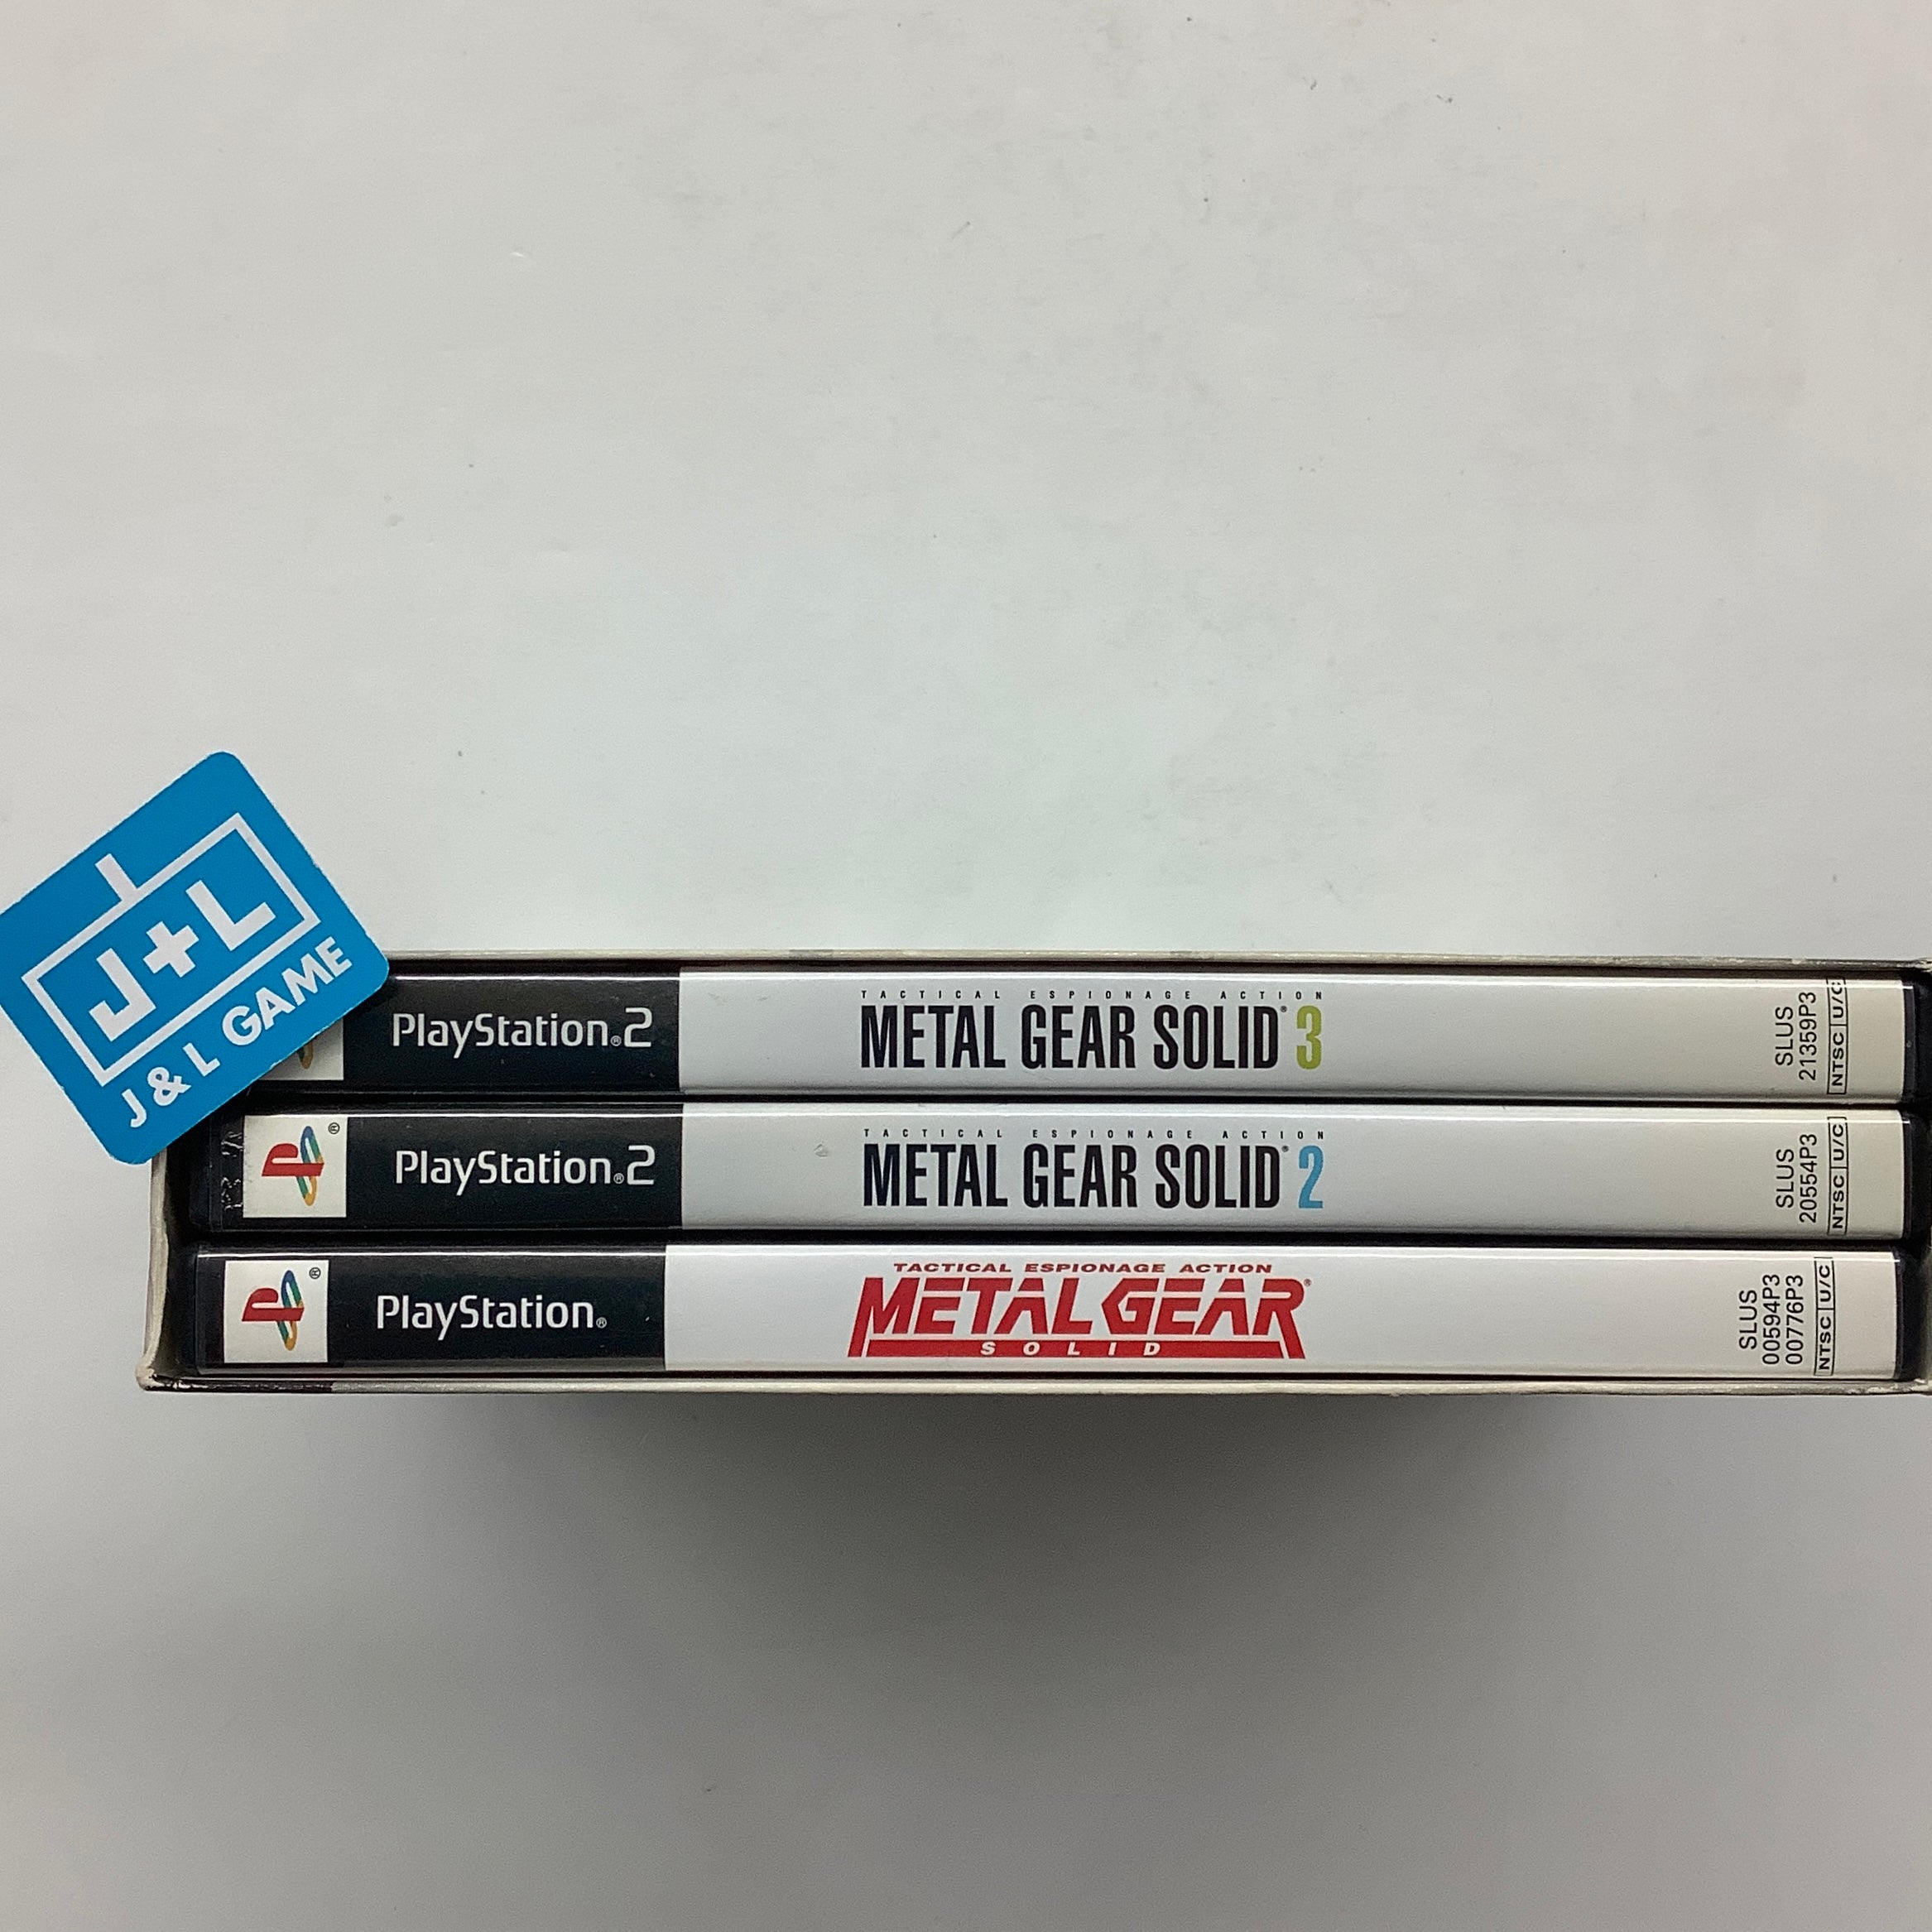 J+L
J & L GAME
PlayStation®2
TACTICAL ESPIONAGE ACTION
METAL GEAR SOLID® 3
SLUS
21359P3
NTSC U/C
®
PlayStation®2
TACTICAL ESPIONAGE ACTION
METAL GEAR SOLID® 2
SLUS
20554P3
NTSC U/C
®
PlayStation®
TACTICAL ESPIONAGE ACTION
METAL GEAR®
SOLID
SLUS
00594P3
00776P3
NTSC U/C